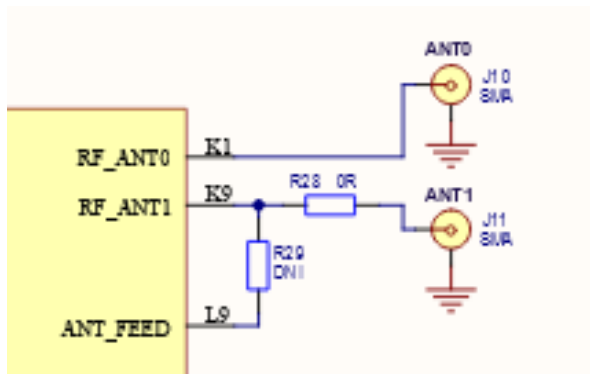 ANT0
J10
SMA
RF_ANT0
K1
R28 0R
ANT1
RF_ANT1
K9
J11
SMA
R29
DNI
ANT_FEED
L9